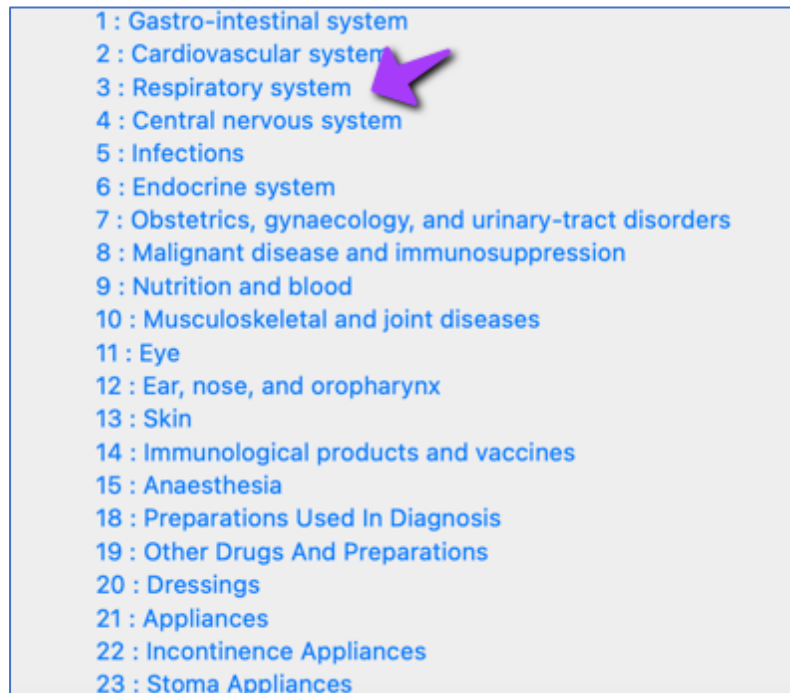 1 : Gastro-intestinal system
2 : Cardiovascular system
3 : Respiratory system
4 : Central nervous system
5 : Infections
6 : Endocrine system
7 : Obstetrics, gynaecology, and urinary-tract disorders
8 : Malignant disease and immunosuppression
9 : Nutrition and blood
10 : Musculoskeletal and joint diseases
11 : Eye
12 : Ear, nose, and oropharynx
13 : Skin
14 : Immunological products and vaccines
15 : Anaesthesia
18 : Preparations Used In Diagnosis
19 : Other Drugs And Preparations
20 : Dressings
21 : Appliances
22 : Incontinence Appliances
23 : Stoma Appliances